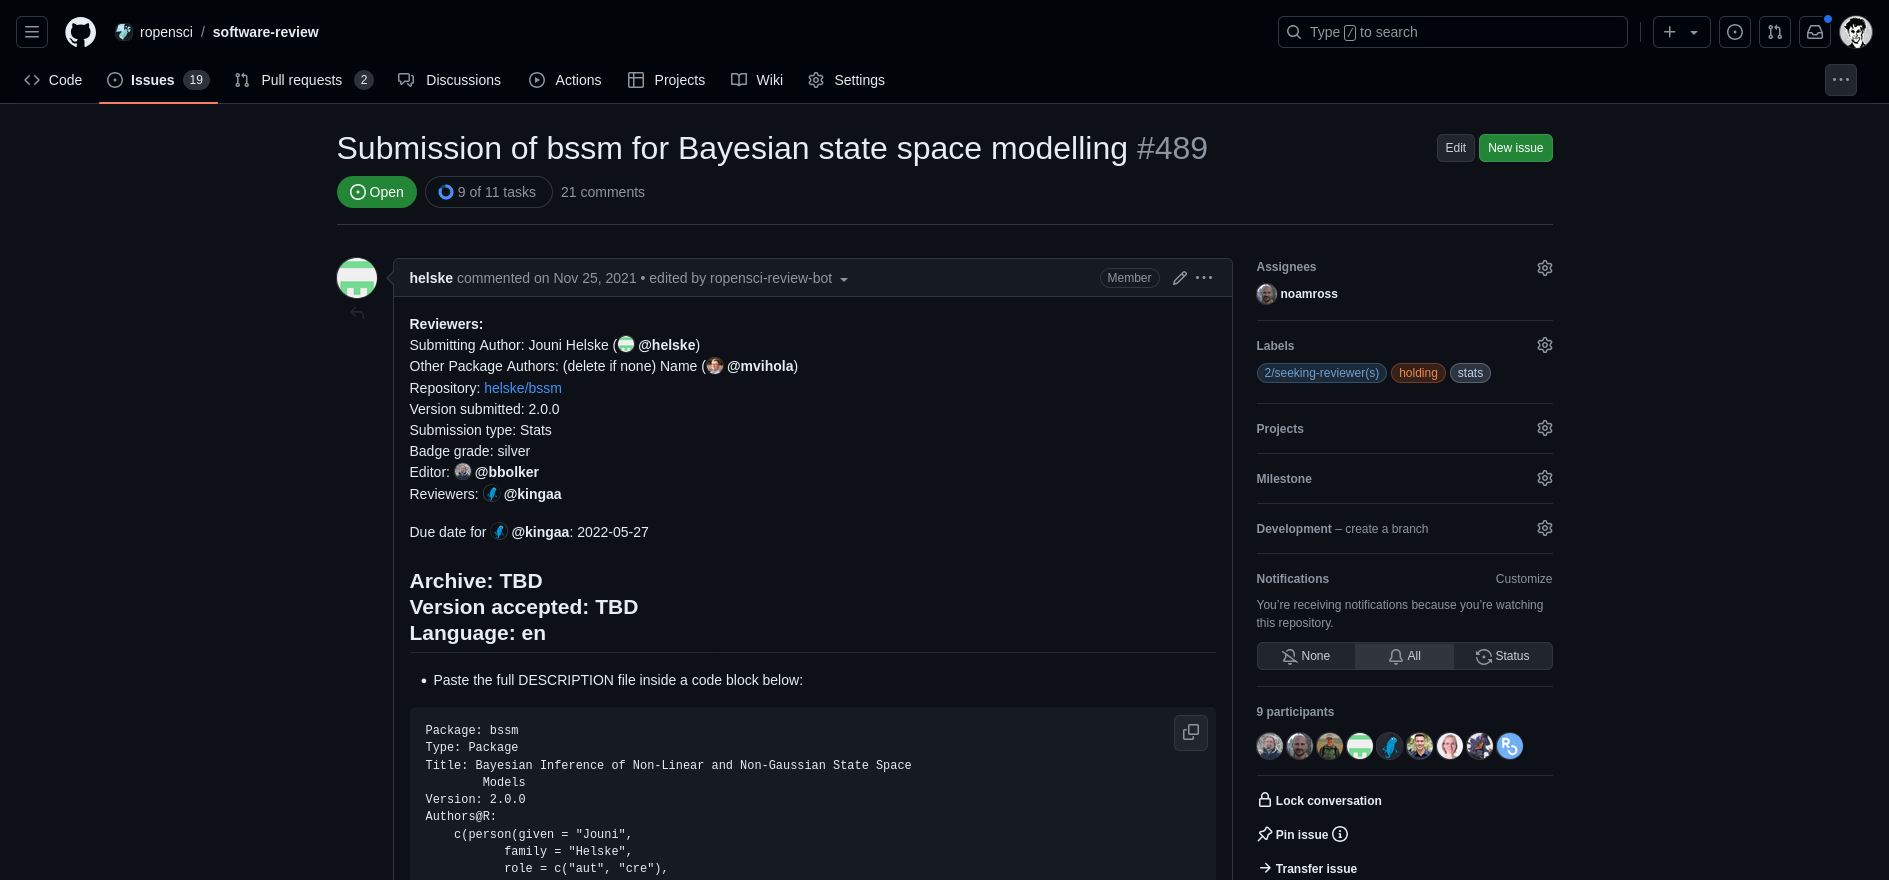 ropensci / software-review
Type / to search
Code
Issues 19
Pull requests 2
Discussions
Actions
Projects
Wiki
Settings
Submission of bssm for Bayesian state space modelling #489
Edit
New issue
Open
9 of 11 tasks
21 comments
helske commented on Nov 25, 2021 • edited by ropensci-review-bot
Member
Reviewers:
Submitting Author: Jouni Helske (@helske)
Other Package Authors: (delete if none) Name (@mvihola)
Repository: helske/bssm
Version submitted: 2.0.0
Submission type: Stats
Badge grade: silver
Editor: @bbolker
Reviewers: @kingaa
Due date for @kingaa: 2022-05-27
Archive: TBD
Version accepted: TBD
Language: en
• Paste the full DESCRIPTION file inside a code block below:
Package: bssm
Type: Package
Title: Bayesian Inference of Non-Linear and Non-Gaussian State Space
        Models
Version: 2.0.0
Authors@R:
    c(person(given = "Jouni",
           family = "Helske",
           role = c("aut", "cre"),
Assignees
noamross
Labels
2/seeking-reviewer(s)
holding
stats
Projects
Milestone
Development – create a branch
Notifications
Customize
You’re receiving notifications because you’re watching
this repository.
None
All
Status
9 participants
Lock conversation
Pin issue
Transfer issue